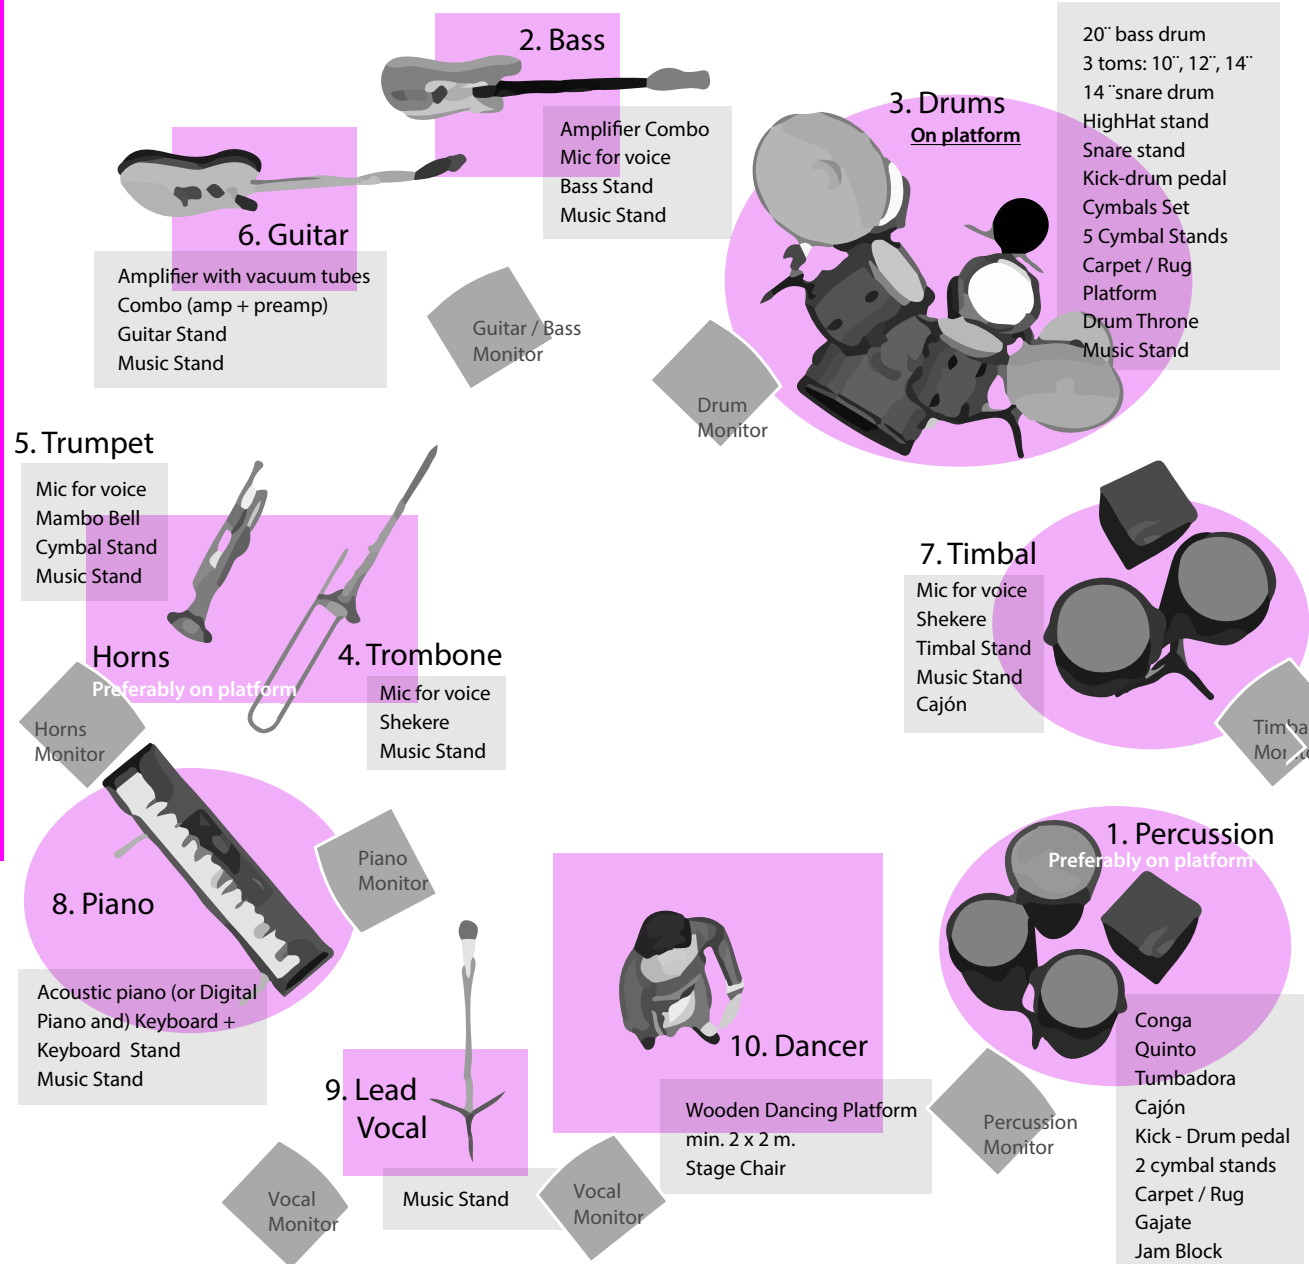 2. Bass
Amplifier Combo
Mic for voice
Bass Stand
Music Stand
3. Drums
On platform
20¨ bass drum
3 toms: 10¨, 12¨, 14¨
14 ¨snare drum
HighHat stand
Snare stand
Kick-drum pedal
Cymbals Set
5 Cymbal Stands
Carpet / Rug
Platform
Drum Throne
Music Stand
6. Guitar
Amplifier with vacuum tubes
Combo (amp + preamp)
Guitar Stand
Music Stand
Guitar / Bass
Monitor
Drum
Monitor
5. Trumpet
Mic for voice
Mambo Bell
Cymbal Stand
Music Stand
Horns
Preferably on platform
4. Trombone
Mic for voice
Shekere
Music Stand
Horns
Monitor
7. Timbal
Mic for voice
Shekere
Timbal Stand
Music Stand
Cajón
8. Piano
Acoustic piano (or Digital
Piano and) Keyboard +
Keyboard Stand
Music Stand
Piano
Monitor
9. Lead
Vocal
Music Stand
Vocal
Monitor
Vocal
Monitor
10. Dancer
Wooden Dancing Platform
min. 2 x 2 m.
Stage Chair
1. Percussion
Preferably on platform
Conga
Quinto
Tumbadora
Cajón
Kick - Drum pedal
2 cymbal stands
Carpet / Rug
Gajate
Jam Block
Percussion
Monitor